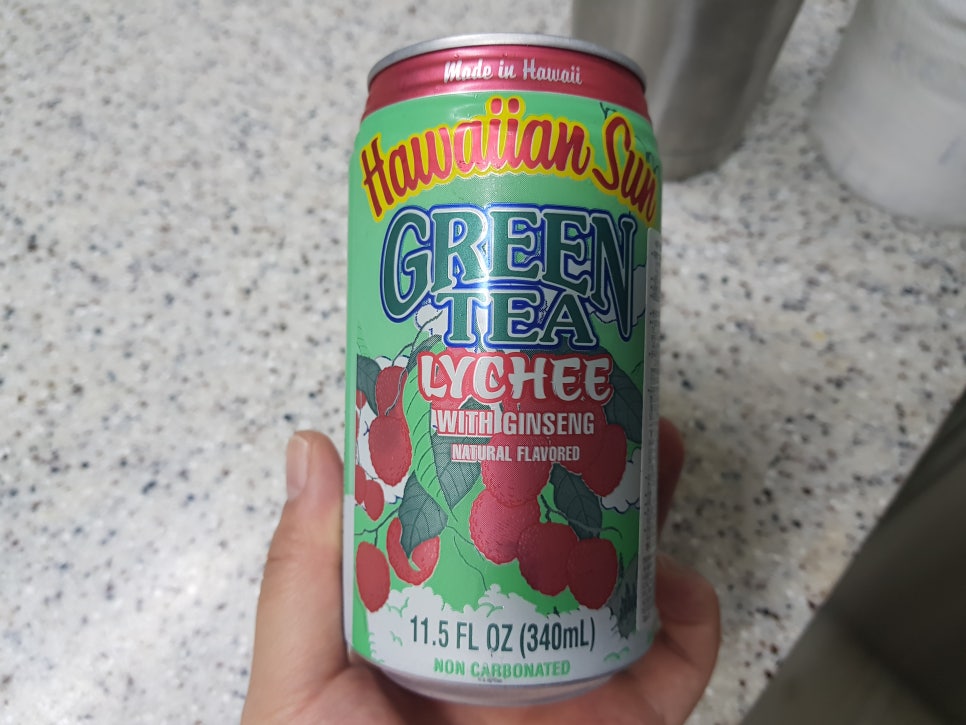 Made in Hawaii
Hawaiian Sun
GREEN
TEA
LYCHEE
WITH GINSENG
NATURAL FLAVORED
11.5 FL OZ (340mL)
NON CARBONATED